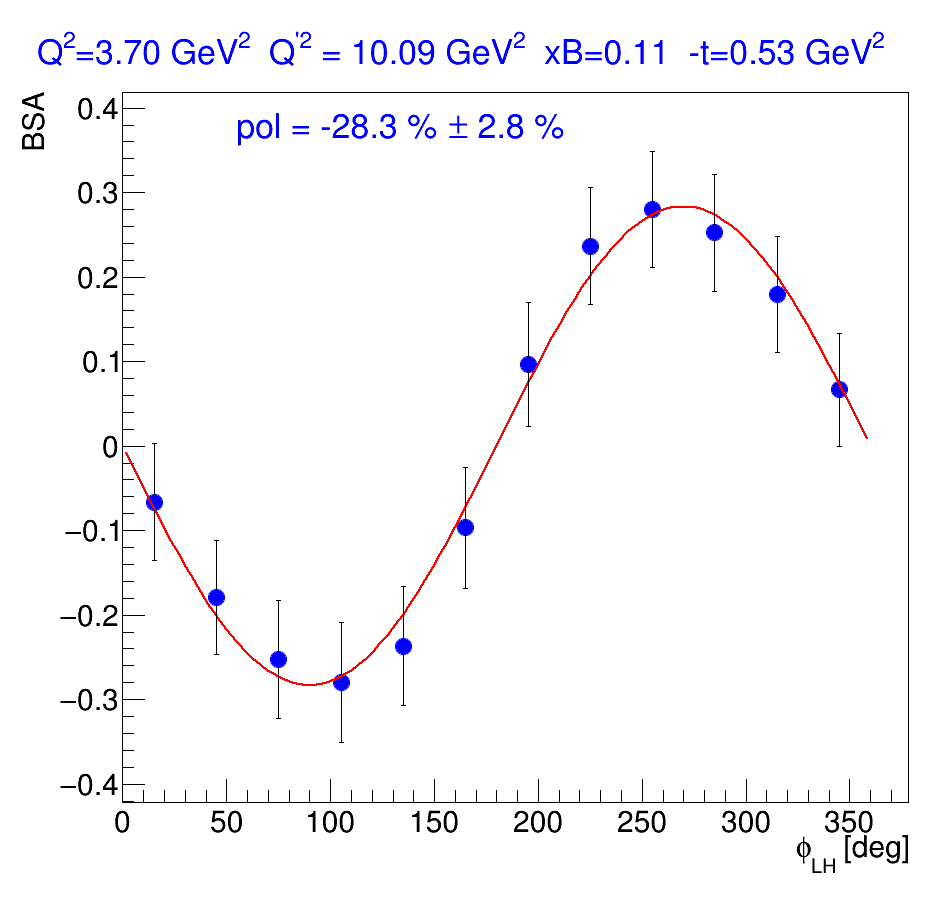 Q²=3.70 GeV² Q'² = 10.09 GeV² xB=0.11 -t=0.53 GeV²
BSA
pol = -28.3 % ± 2.8 %
0.4
0.3
0.2
0.1
0
−0.1
−0.2
−0.3
−0.4
0 50 100 150 200 250 300 350
ϕLH [deg]